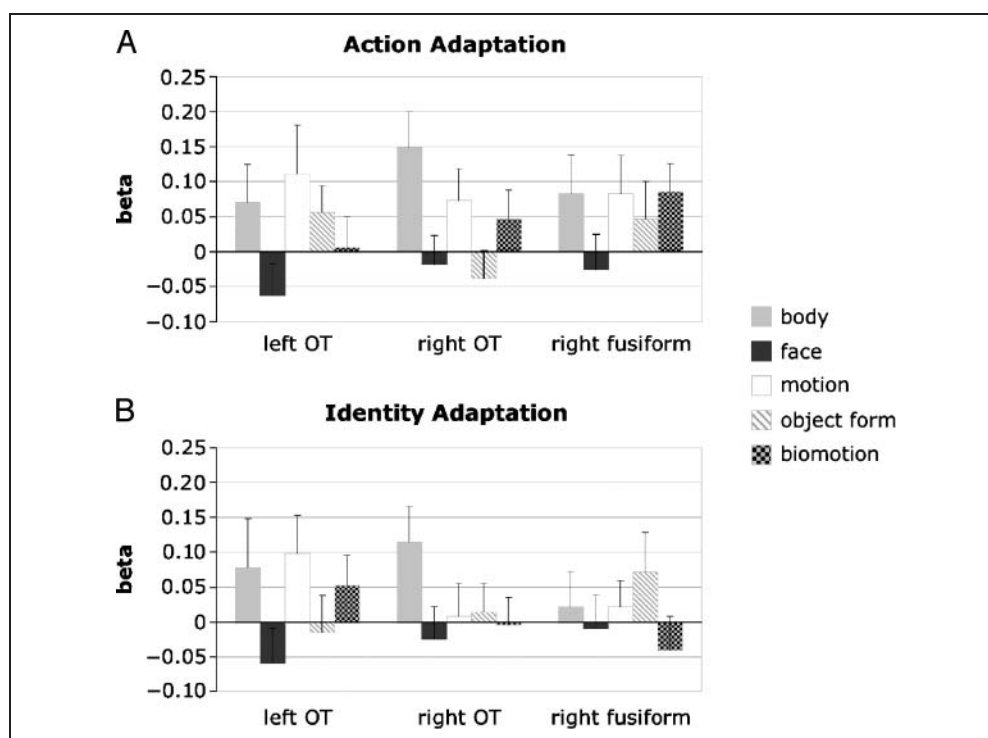 A
Action Adaptation
0.25
0.20
0.15
0.10
0.05
0
−0.05
−0.10
beta
left OT right OT right fusiform
B
Identity Adaptation
0.25
0.20
0.15
0.10
0.05
0
−0.05
−0.10
beta
left OT right OT right fusiform
body
face
motion
object form
biomotion